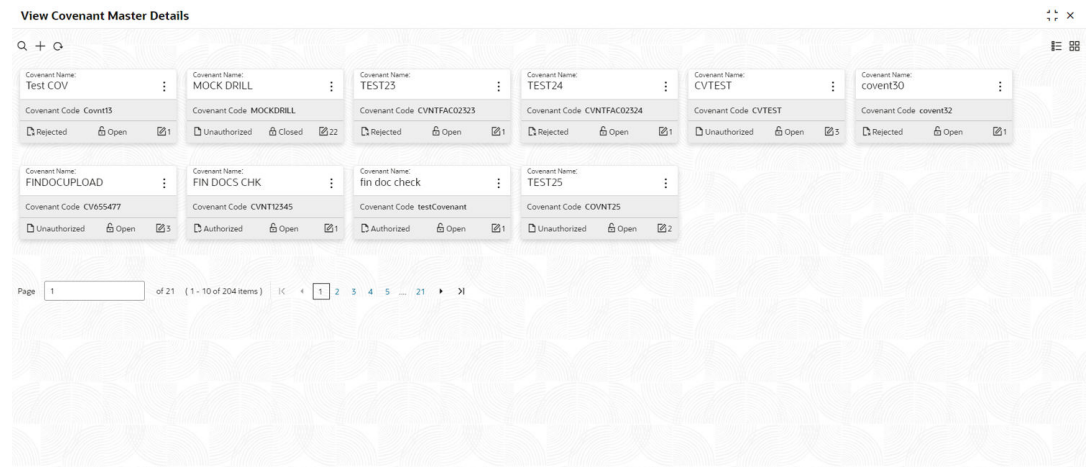 View Covenant Master Details
Covenant Name: Covenant Name: Covenant Name: Covenant Name: Covenant Name: Covenant Name:
Test COV MOCK DRILL TEST23 TEST24 CVTEST covent30
Covenant Code Covnt13 Covenant Code MOCKDRILL Covenant Code CVNTFAC02323 Covenant Code CVNTFAC02324 Covenant Code CVTEST Covenant Code covent32
Rejected Open 1 Unauthorized Closed 22 Rejected Open 1 Rejected Open 1 Unauthorized Open 3 Rejected Open 1
Covenant Name: Covenant Name: Covenant Name: Covenant Name:
FINDOCUPLOAD FIN DOCS CHK fin doc check TEST25
Covenant Code CV655477 Covenant Code CVNT12345 Covenant Code testCovenant Covenant Code COVNT25
Unauthorized Open 3 Authorized Open 1 Authorized Open 1 Unauthorized Open 2
Page 1 of 21 (1 - 10 of 204 items) 1 2 3 4 5 ... 21